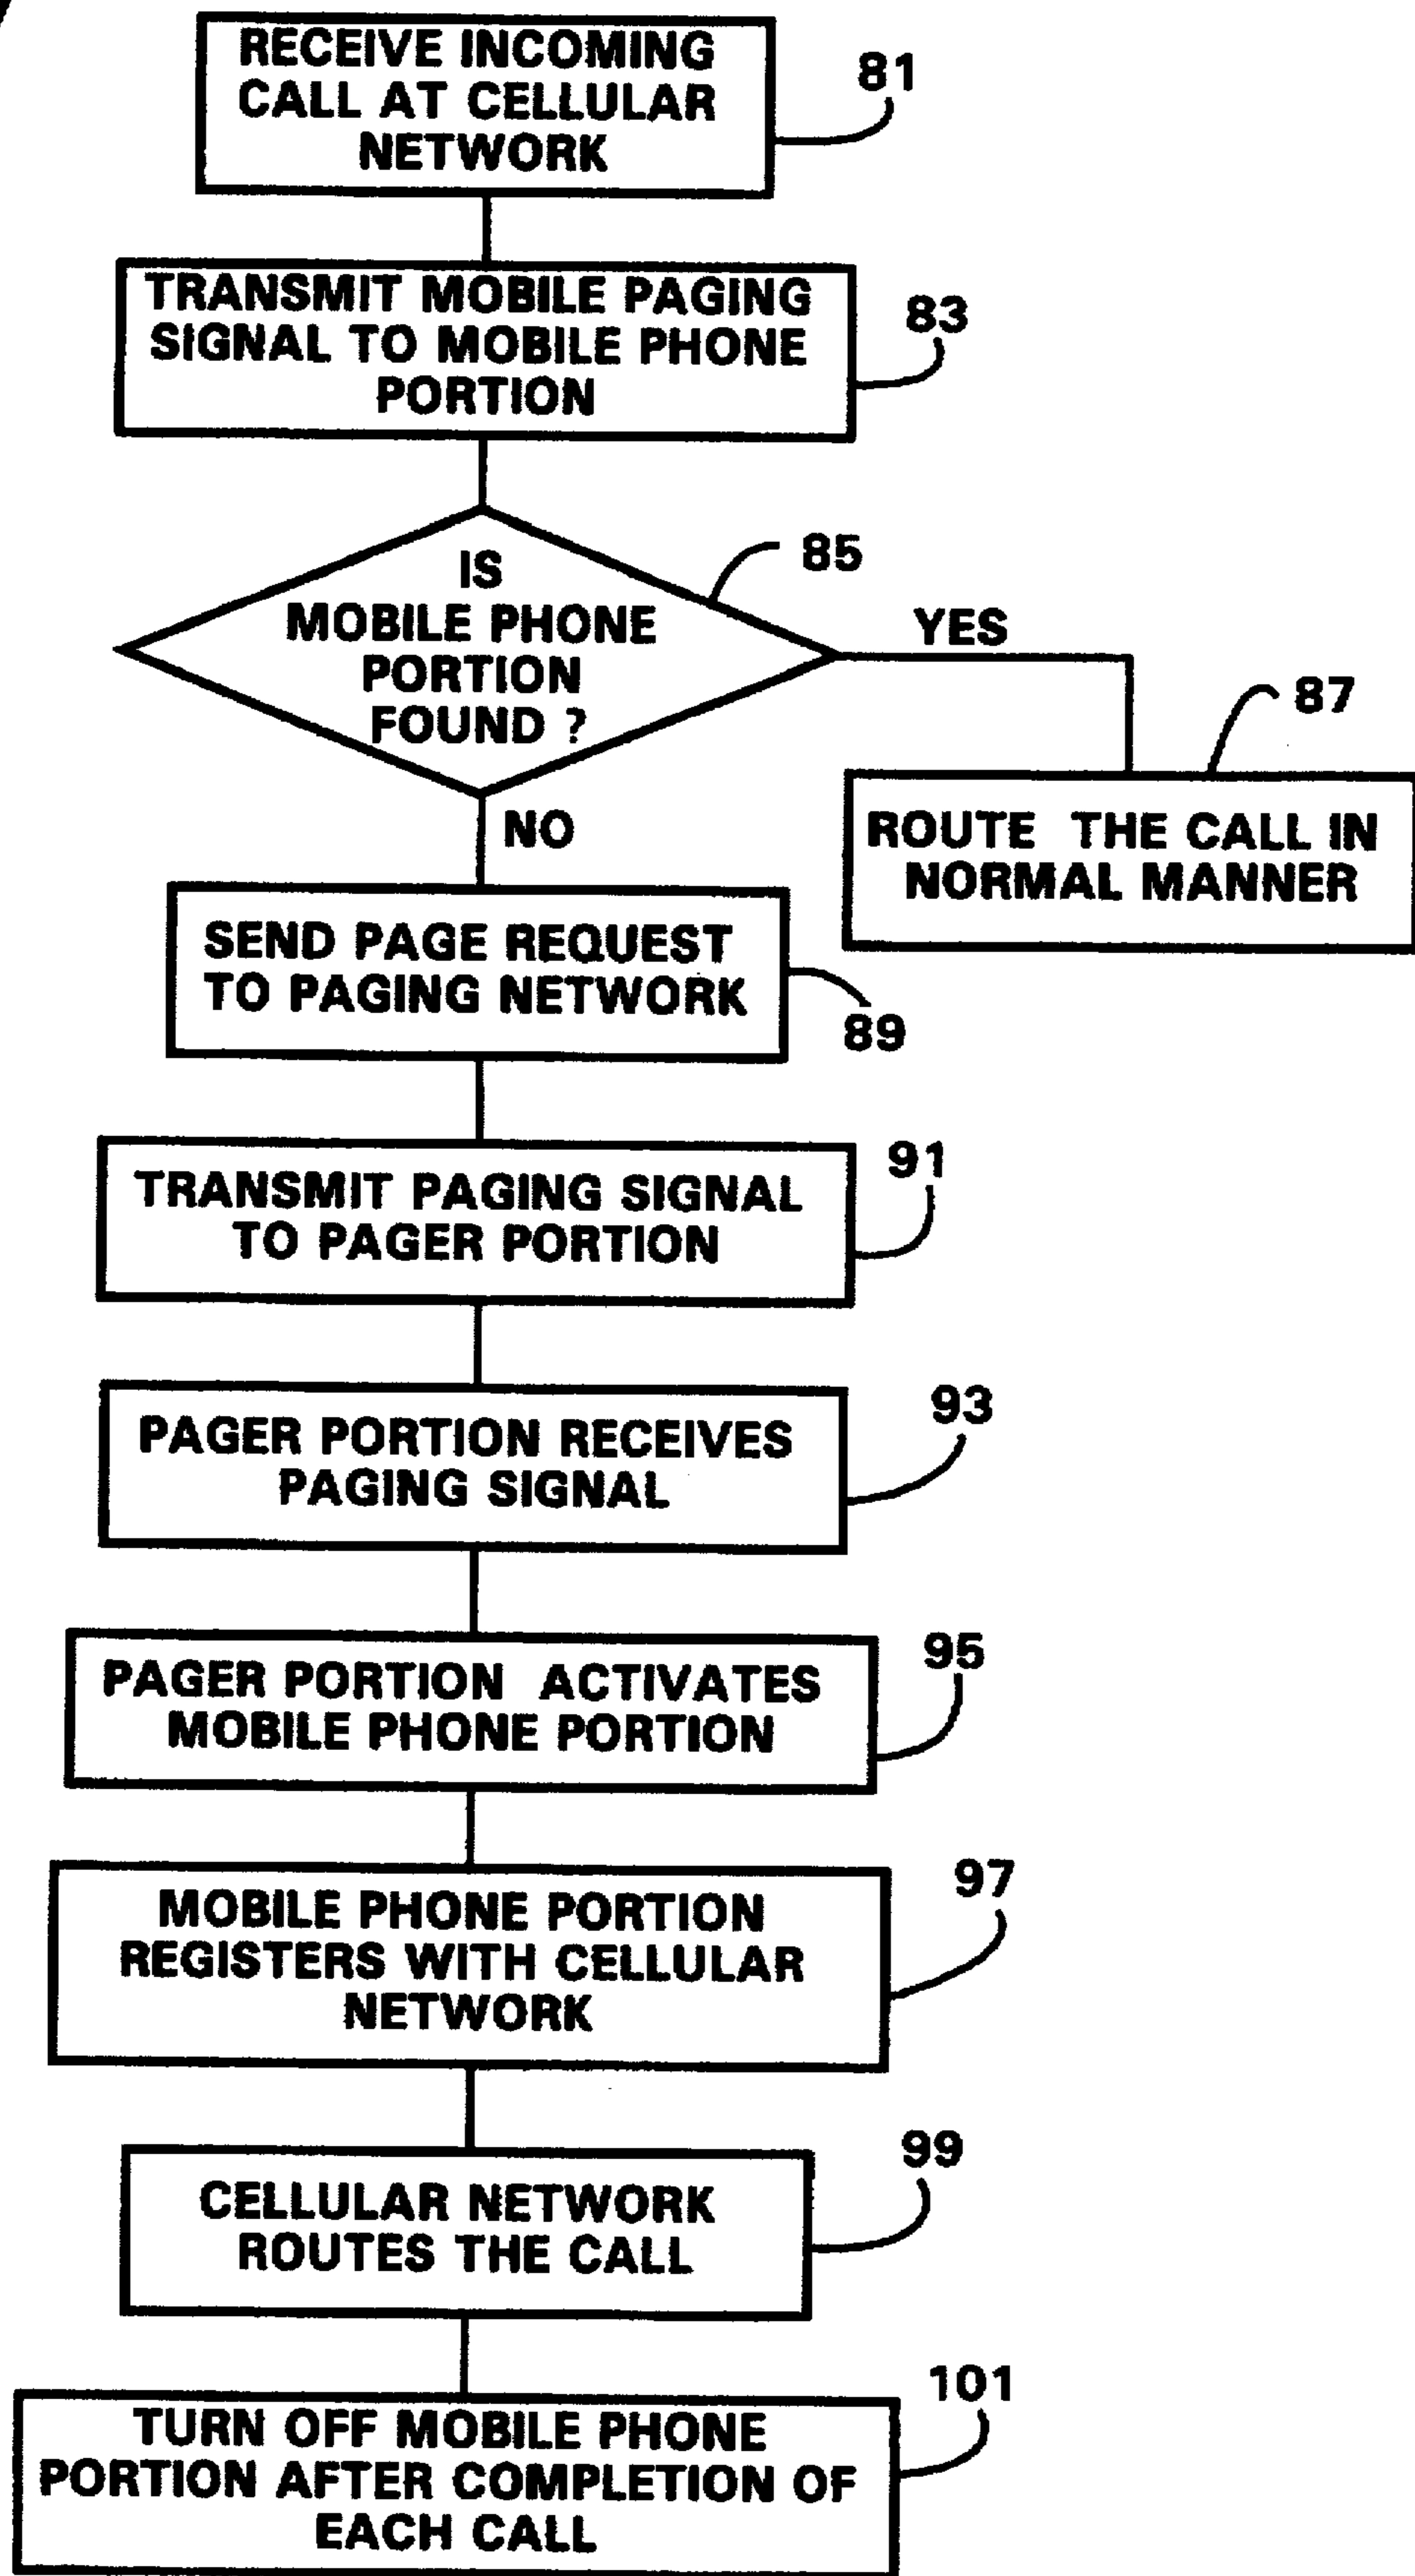 RECEIVE INCOMING
CALL AT CELLULAR
NETWORK
81
TRANSMIT MOBILE PAGING
SIGNAL TO MOBILE PHONE
PORTION
83
IS
MOBILE PHONE
PORTION
FOUND ?
85
YES
87
ROUTE THE CALL IN
NORMAL MANNER
NO
SEND PAGE REQUEST
TO PAGING NETWORK
89
TRANSMIT PAGING SIGNAL
TO PAGER PORTION
91
PAGER PORTION RECEIVES
PAGING SIGNAL
93
PAGER PORTION ACTIVATES
MOBILE PHONE PORTION
95
MOBILE PHONE PORTION
REGISTERS WITH CELLULAR
NETWORK
97
CELLULAR NETWORK
ROUTES THE CALL
99
TURN OFF MOBILE PHONE
PORTION AFTER COMPLETION OF
EACH CALL
101